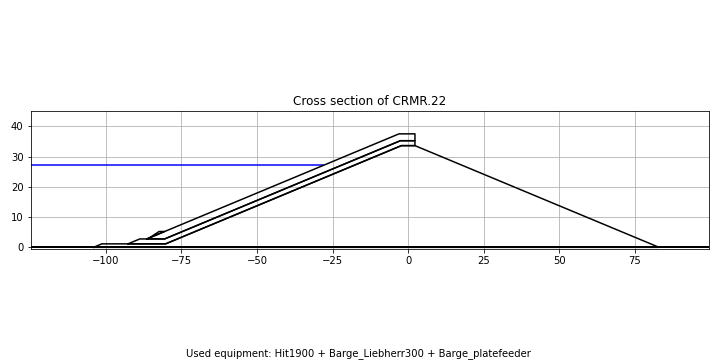 Cross section of CRMR.22
40
30
20
10
0
−100 −75 −50 −25 0 25 50 75
Used equipment: Hit1900 + Barge_Liebherr300 + Barge_platefeeder